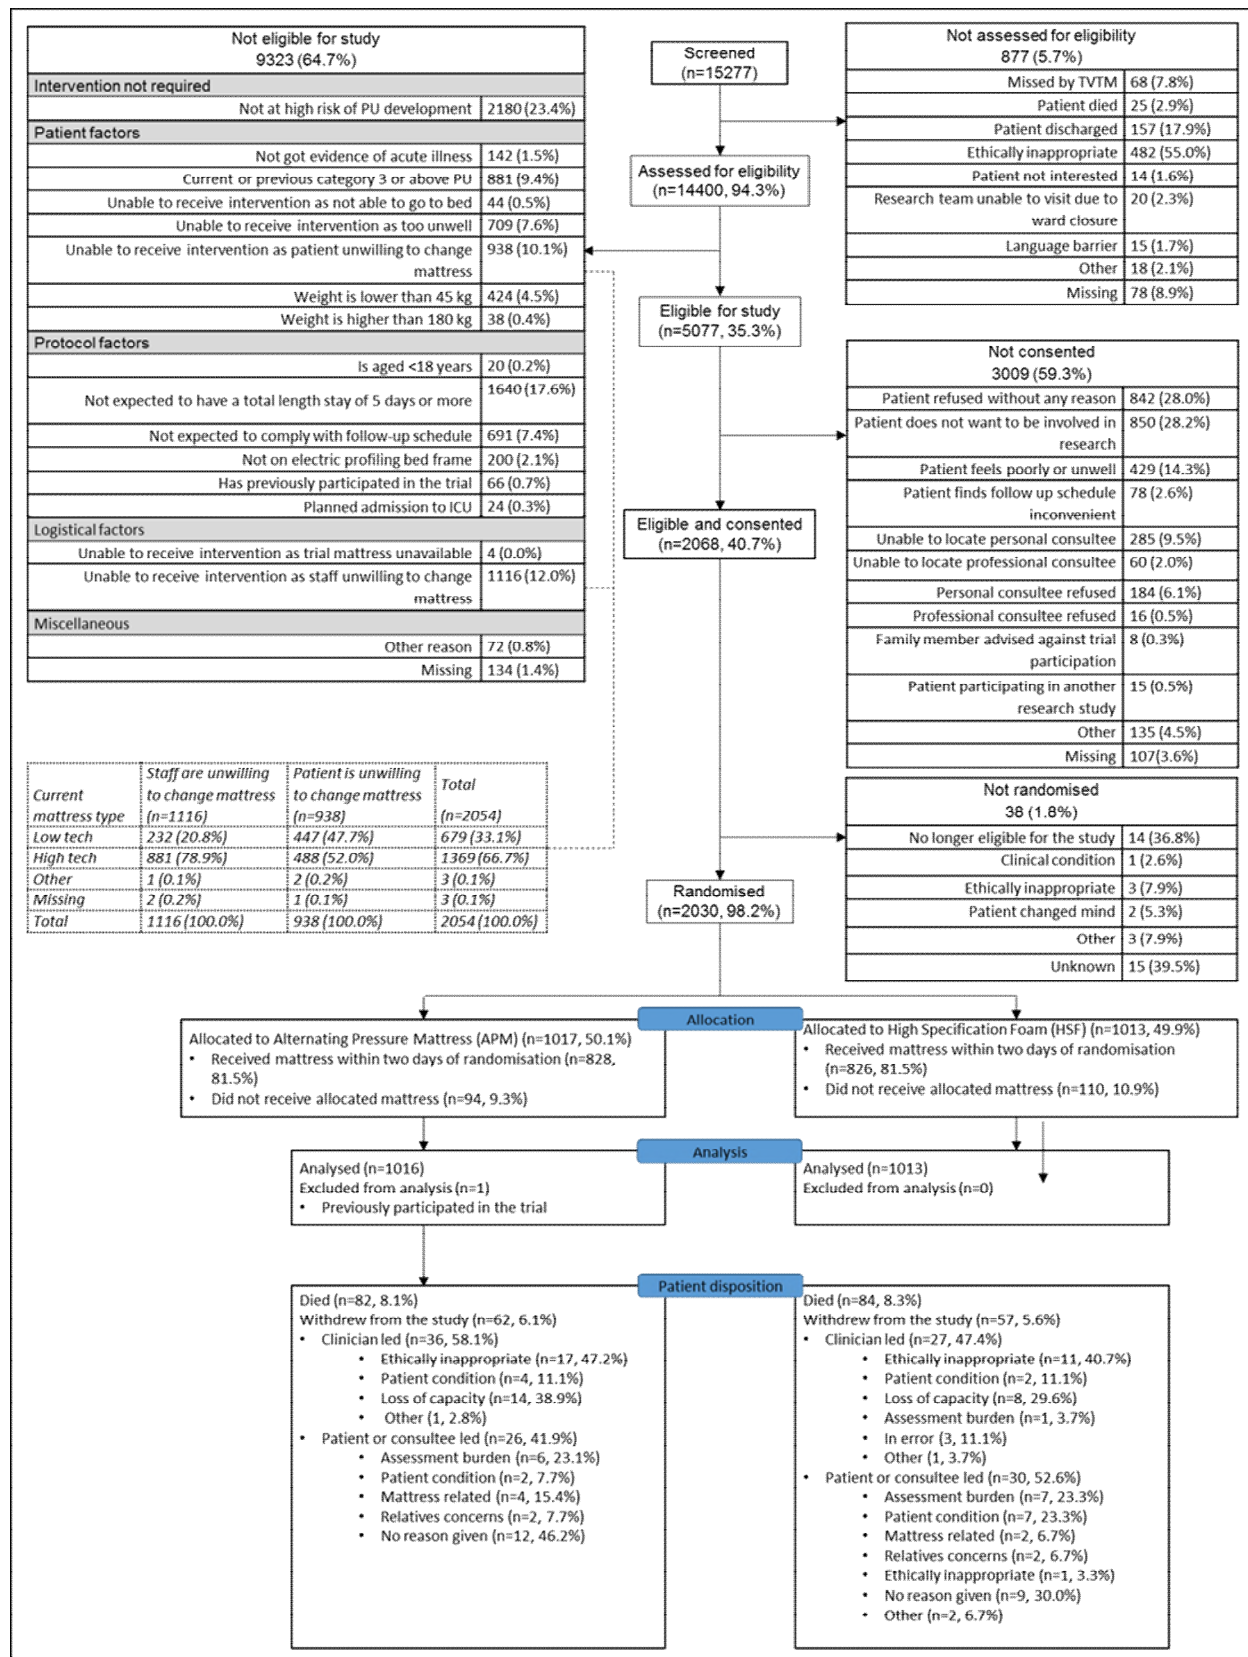 Not eligible for study
9323 (64.7%)
Intervention not required
Not at high risk of PU development 2180 (23.4%)
Patient factors
Not got evidence of acute illness 142 (1.5%)
Current or previous category 3 or above PU 881 (9.4%)
Unable to receive intervention as not able to go to bed 44 (0.5%)
Unable to receive intervention as too unwell 709 (7.6%)
Unable to receive intervention as patient unwilling to change 938 (10.1%)
mattress
Weight is lower than 45 kg 424 (4.5%)
Weight is higher than 180 kg 38 (0.4%)
Protocol factors
Is aged <18 years 20 (0.2%)
Not expected to have a total length stay of 5 days or more 1640 (17.6%)
Not expected to comply with follow-up schedule 691 (7.4%)
Not on electric profiling bed frame 200 (2.1%)
Has previously participated in the trial 66 (0.7%)
Planned admission to ICU 24 (0.3%)
Logistical factors
Unable to receive intervention as trial mattress unavailable 4 (0.0%)
Unable to receive intervention as staff unwilling to change 1116 (12.0%)
mattress
Miscellaneous
Other reason 72 (0.8%)
Missing 134 (1.4%)
Screened
(n=15277)
Assessed for eligibility
(n=14400, 94.3%)
Eligible for study
(n=5077, 35.3%)
Eligible and consented
(n=2068, 40.7%)
Randomised
(n=2030, 98.2%)
Not assessed for eligibility
877 (5.7%)
Missed by TVTM 68 (7.8%)
Patient died 25 (2.9%)
Patient discharged 157 (17.9%)
Ethically inappropriate 482 (55.0%)
Patient not interested 14 (1.6%)
Research team unable to visit due to 20 (2.3%)
ward closure
Language barrier 15 (1.7%)
Other 18 (2.1%)
Missing 78 (8.9%)
Not consented
3009 (59.3%)
Patient refused without any reason 842 (28.0%)
Patient does not want to be involved in 850 (28.2%)
research
Patient feels poorly or unwell 429 (14.3%)
Patient finds follow up schedule 78 (2.6%)
inconvenient
Unable to locate personal consultee 285 (9.5%)
Unable to locate professional consultee 60 (2.0%)
Personal consultee refused 184 (6.1%)
Professional consultee refused 16 (0.5%)
Family member advised against trial 8 (0.3%)
participation
Patient participating in another 15 (0.5%)
research study
Other 135 (4.5%)
Missing 107(3.6%)
Not randomised
38 (1.8%)
No longer eligible for the study 14 (36.8%)
Clinical condition 1 (2.6%)
Ethically inappropriate 3 (7.9%)
Patient changed mind 2 (5.3%)
Other 3 (7.9%)
Unknown 15 (39.5%)
Current
mattress type
Staff are unwilling
to change mattress
(n=1116)
Patient is unwilling
to change mattress
(n=938)
Total
(n=2054)
Low tech 232 (20.8%) 447 (47.7%) 679 (33.1%)
High tech 881 (78.9%) 488 (52.0%) 1369 (66.7%)
Other 1 (0.1%) 2 (0.2%) 3 (0.1%)
Missing 2 (0.2%) 1 (0.1%) 3 (0.1%)
Total 1116 (100.0%) 938 (100.0%) 2054 (100.0%)
Allocation
Allocated to Alternating Pressure Mattress (APM) (n=1017, 50.1%)
• Received mattress within two days of randomisation (n=828,
81.5%)
• Did not receive allocated mattress (n=94, 9.3%)
Allocated to High Specification Foam (HSF) (n=1013, 49.9%)
• Received mattress within two days of randomisation
(n=826, 81.5%)
• Did not receive allocated mattress (n=110, 10.9%)
Analysis
Analysed (n=1016)
Excluded from analysis (n=1)
• Previously participated in the trial
Analysed (n=1013)
Excluded from analysis (n=0)
Patient disposition
Died (n=82, 8.1%)
Withdrew from the study (n=62, 6.1%)
• Clinician led (n=36, 58.1%)
• Ethically inappropriate (n=17, 47.2%)
• Patient condition (n=4, 11.1%)
• Loss of capacity (n=14, 38.9%)
• Other (1, 2.8%)
• Patient or consultee led (n=26, 41.9%)
• Assessment burden (n=6, 23.1%)
• Patient condition (n=2, 7.7%)
• Mattress related (n=4, 15.4%)
• Relatives concerns (n=2, 7.7%)
• No reason given (n=12, 46.2%)
Died (n=84, 8.3%)
Withdrew from the study (n=57, 5.6%)
• Clinician led (n=27, 47.4%)
• Ethically inappropriate (n=11, 40.7%)
• Patient condition (n=2, 11.1%)
• Loss of capacity (n=8, 29.6%)
• Assessment burden (n=1, 3.7%)
• In error (3, 11.1%)
• Other (1, 3.7%)
• Patient or consultee led (n=30, 52.6%)
• Assessment burden (n=7, 23.3%)
• Patient condition (n=7, 23.3%)
• Mattress related (n=2, 6.7%)
• Relatives concerns (n=2, 6.7%)
• Ethically inappropriate (n=1, 3.3%)
• No reason given (n=9, 30.0%)
• Other (n=2, 6.7%)